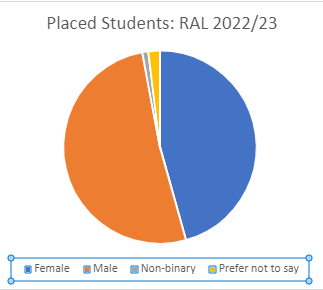 Placed Students: RAL 2022/23
Female Male Non-binary Prefer not to say